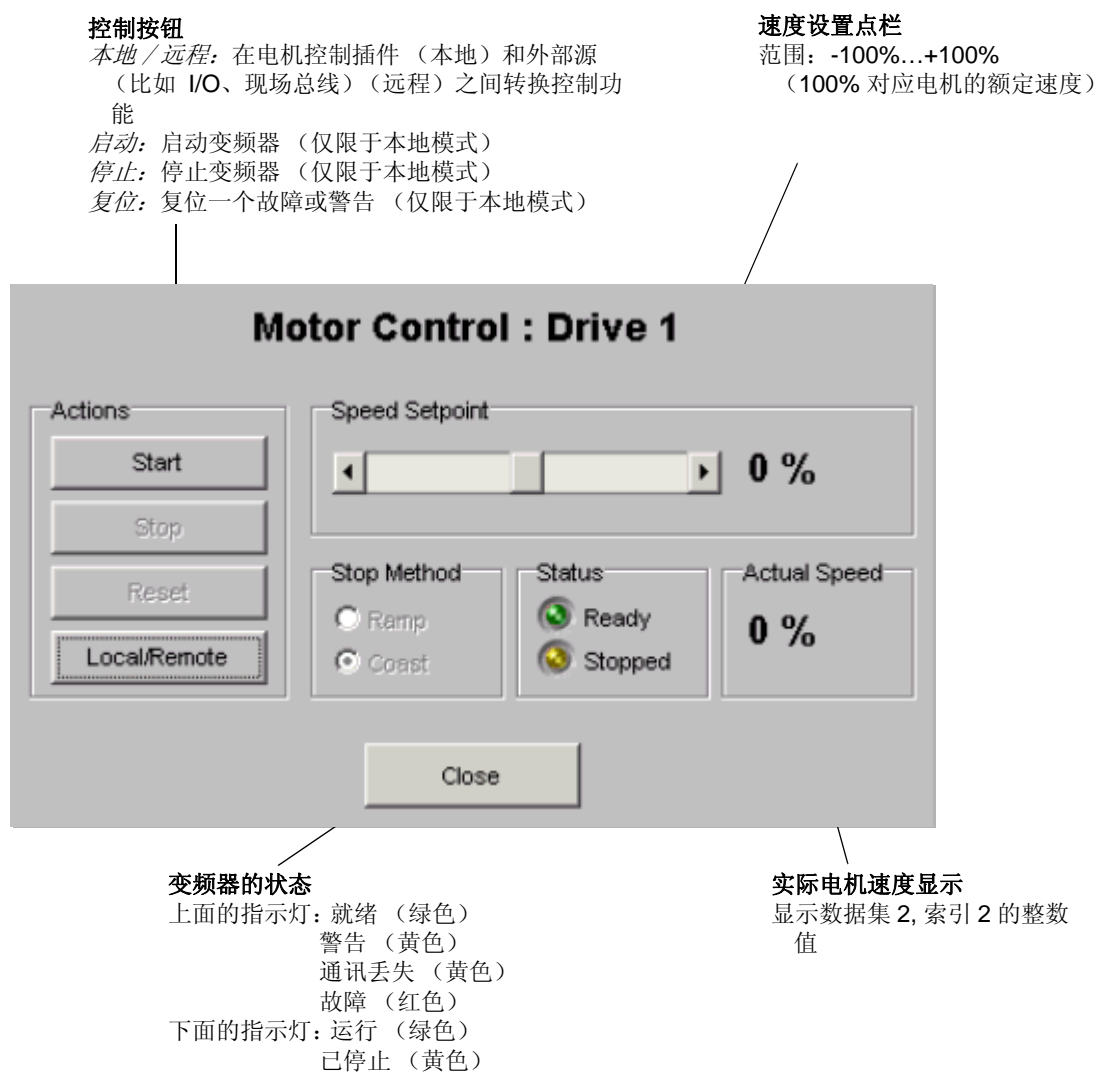 控制按钮
本地／远程：在电机控制插件 （本地）和外部源
（比如 I/O、现场总线）（远程）之间转换控制功
能
启动：启动变频器 （仅限于本地模式）
停止：停止变频器 （仅限于本地模式）
复位：复位一个故障或警告 （仅限于本地模式）
速度设置点栏
范围：-100%…+100%
（100% 对应电机的额定速度）
Motor Control : Drive 1
Actions
Start
Stop
Reset
Local/Remote
Speed Setpoint
0 %
Stop Method
Ramp
Coast
Status
Ready
Stopped
Actual Speed
0 %
Close
变频器的状态
上面的指示灯：就绪 （绿色）
警告 （黄色）
通讯丢失 （黄色）
故障 （红色）
下面的指示灯：运行 （绿色）
已停止 （黄色）
实际电机速度显示
显示数据集 2, 索引 2 的整数
值